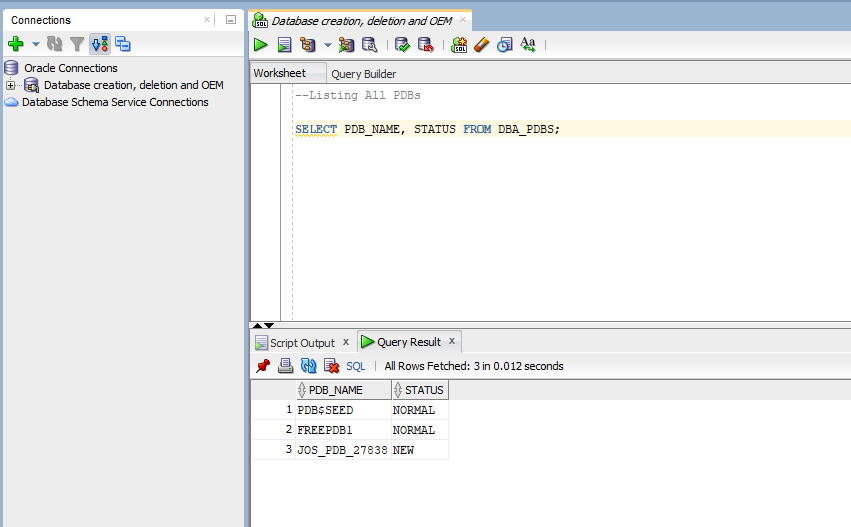 Connections
Oracle Connections
Database creation, deletion and OEM
Database Schema Service Connections
Database creation, deletion and OEM
Worksheet
Query Builder
--Listing All PDBs
SELECT PDB_NAME, STATUS FROM DBA_PDBS;
Script Output x
Query Result x
SQL | All Rows Fetched: 3 in 0.012 seconds
PDB_NAME STATUS
1 PDB$SEED NORMAL
2 FREEPDB1 NORMAL
3 JOS_PDB_27838 NEW